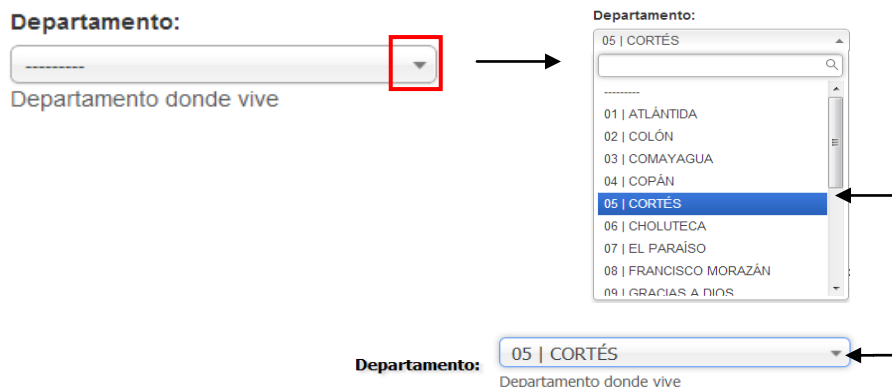 Departamento:
---------
Departamento donde vive
Departamento:
05 | CORTÉS
---------
01 | ATLÁNTIDA
02 | COLÓN
03 | COMAYAGUA
04 | COPÁN
05 | CORTÉS
06 | CHOLUTECA
07 | EL PARAÍSO
08 | FRANCISCO MORAZÁN
09 | GRACIAS A DIOS
Departamento:
05 | CORTÉS
Departamento donde vive